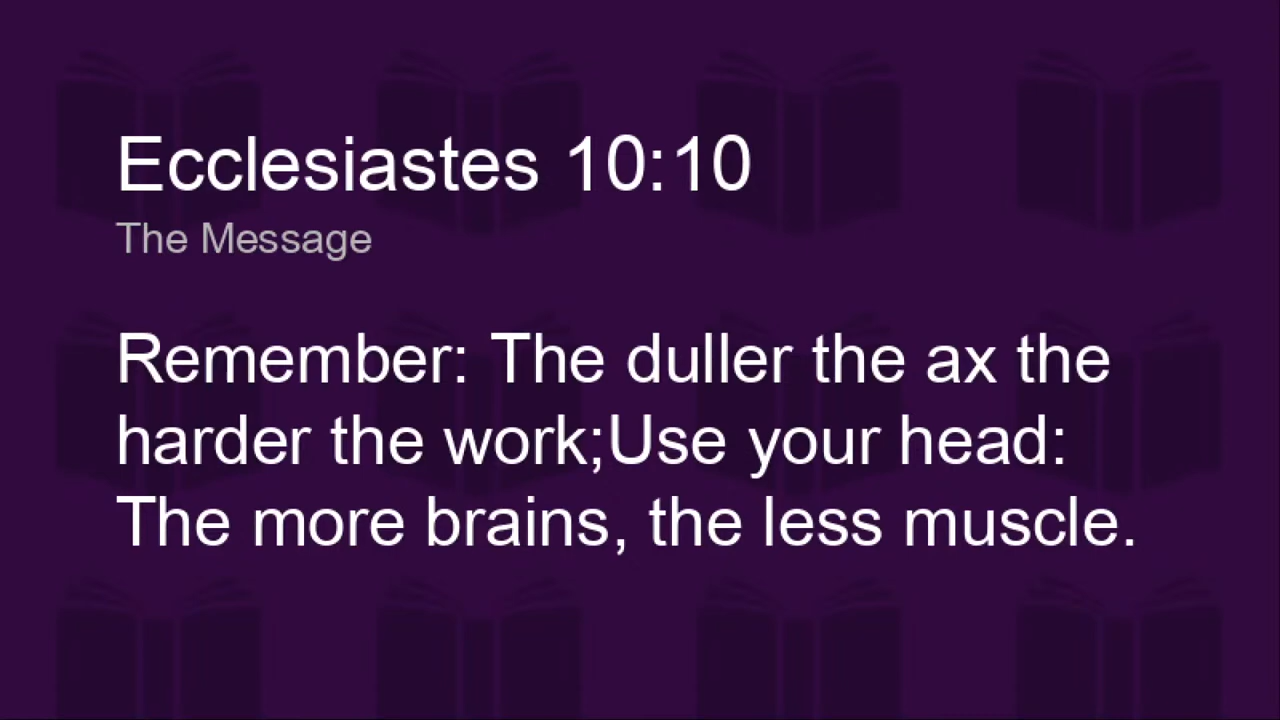 Ecclesiastes 10:10
The Message
Remember: The duller the ax the
harder the work;Use your head:
The more brains, the less muscle.